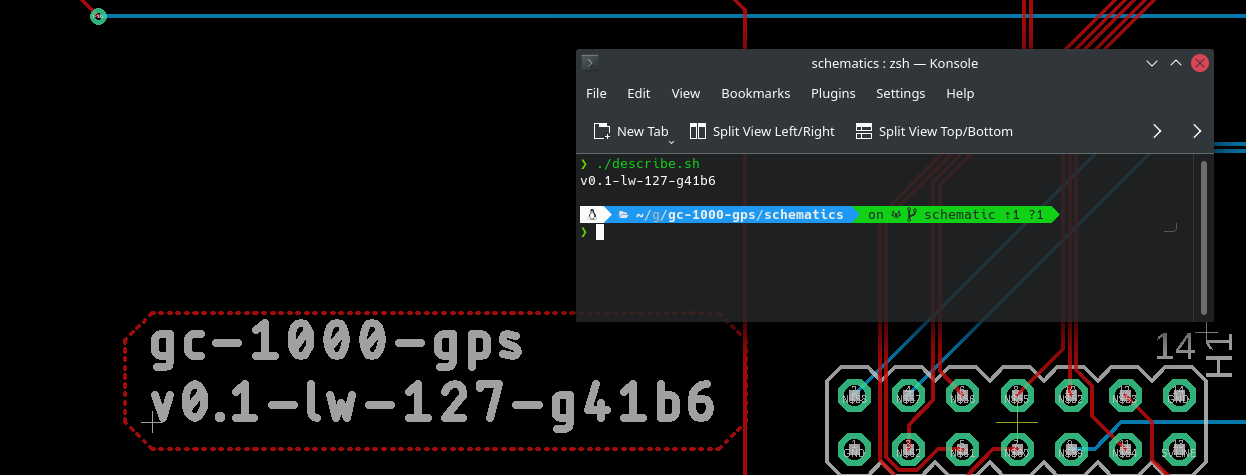 schematics : zsh — Konsole
File Edit View Bookmarks Plugins Settings Help
New Tab Split View Left/Right Split View Top/Bottom
❯ ./describe.sh
v0.1-lw-127-g41b6
~/g/gc-1000-gps/schematics on schematic ⇡1 ?1
❯
gc-1000-gps
v0.1-lw-127-g41b6
14
H1
GND
GND